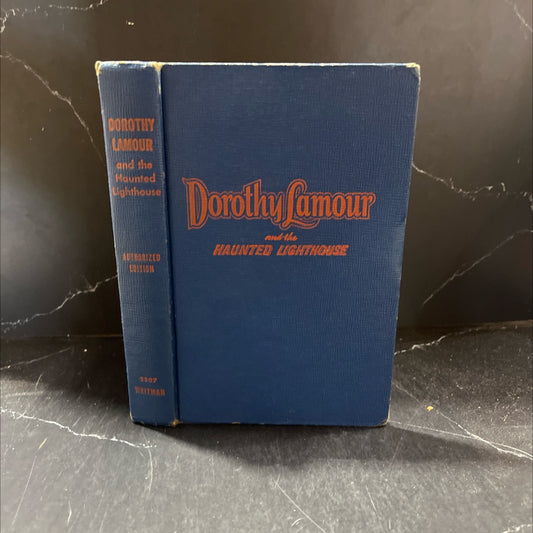 DOROTHY
LAMOUR
and the
Haunted
Lighthouse
AUTHORIZED
EDITION
2307
WHITMAN
Dorothy Lamour
and the
HAUNTED LIGHTHOUSE